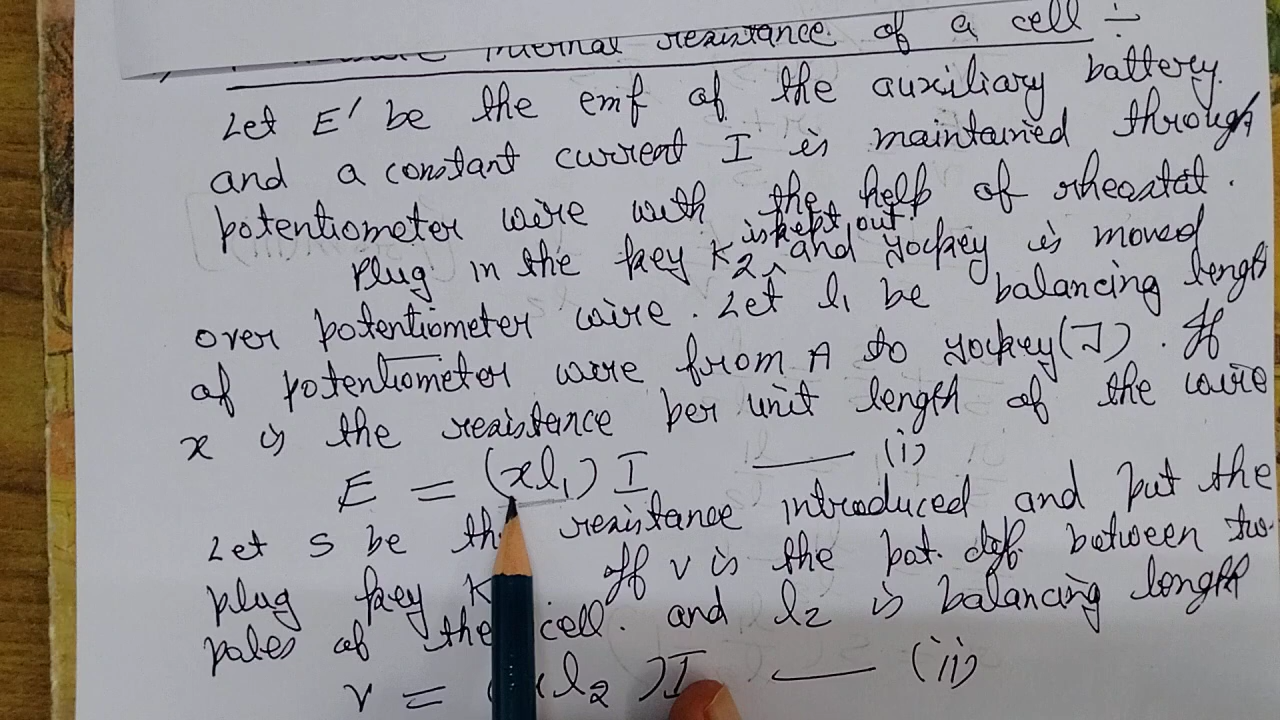 internal resistance of a cell :-
Let E' be the emf of the auxiliary battery.
and a constant current I is maintained through
potentiometer wire with the help of rheostat.
Plug in the key K2 is kept out and jockey is moved
over potentiometer wire. Let l1 be balancing length
of potentiometer wire from A to jockey (J). If
x is the resistance per unit length of the wire
E = (xl1) I —— (i)
Let S be the resistance introduced and put the
plug key K If V is the pot. dif. between two
poles of the cell. and l2 is balancing length
V = xl2)I —— (ii)